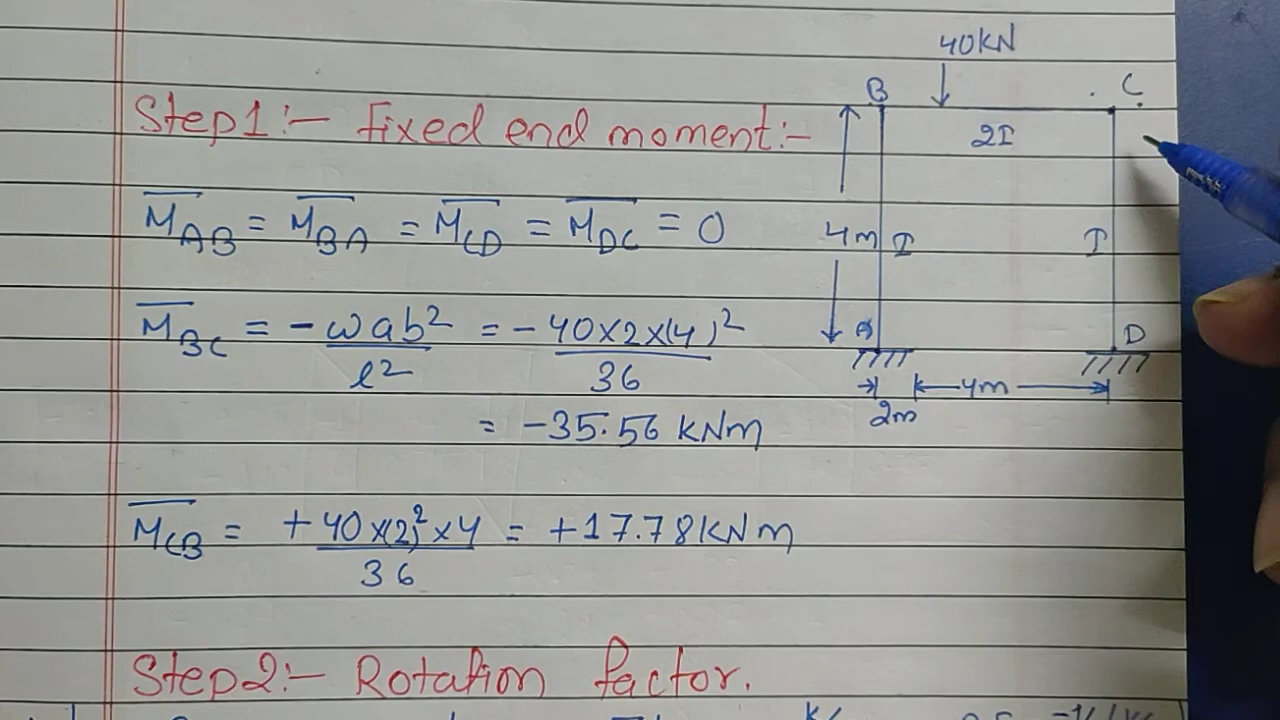 40KN
B
C
Step1:- Fixed end moment:-
2I
M̅AB = M̅BA = M̅CD = M̅DC = 0
4m I
I
M̅BC = -wab² = -40×2×(4)²
l² 36
A
D
4m
2m
= -35.56 KNm
M̅CB = +40×(2)²×4 = +17.78KNm
36
Step2:- Rotation factor.